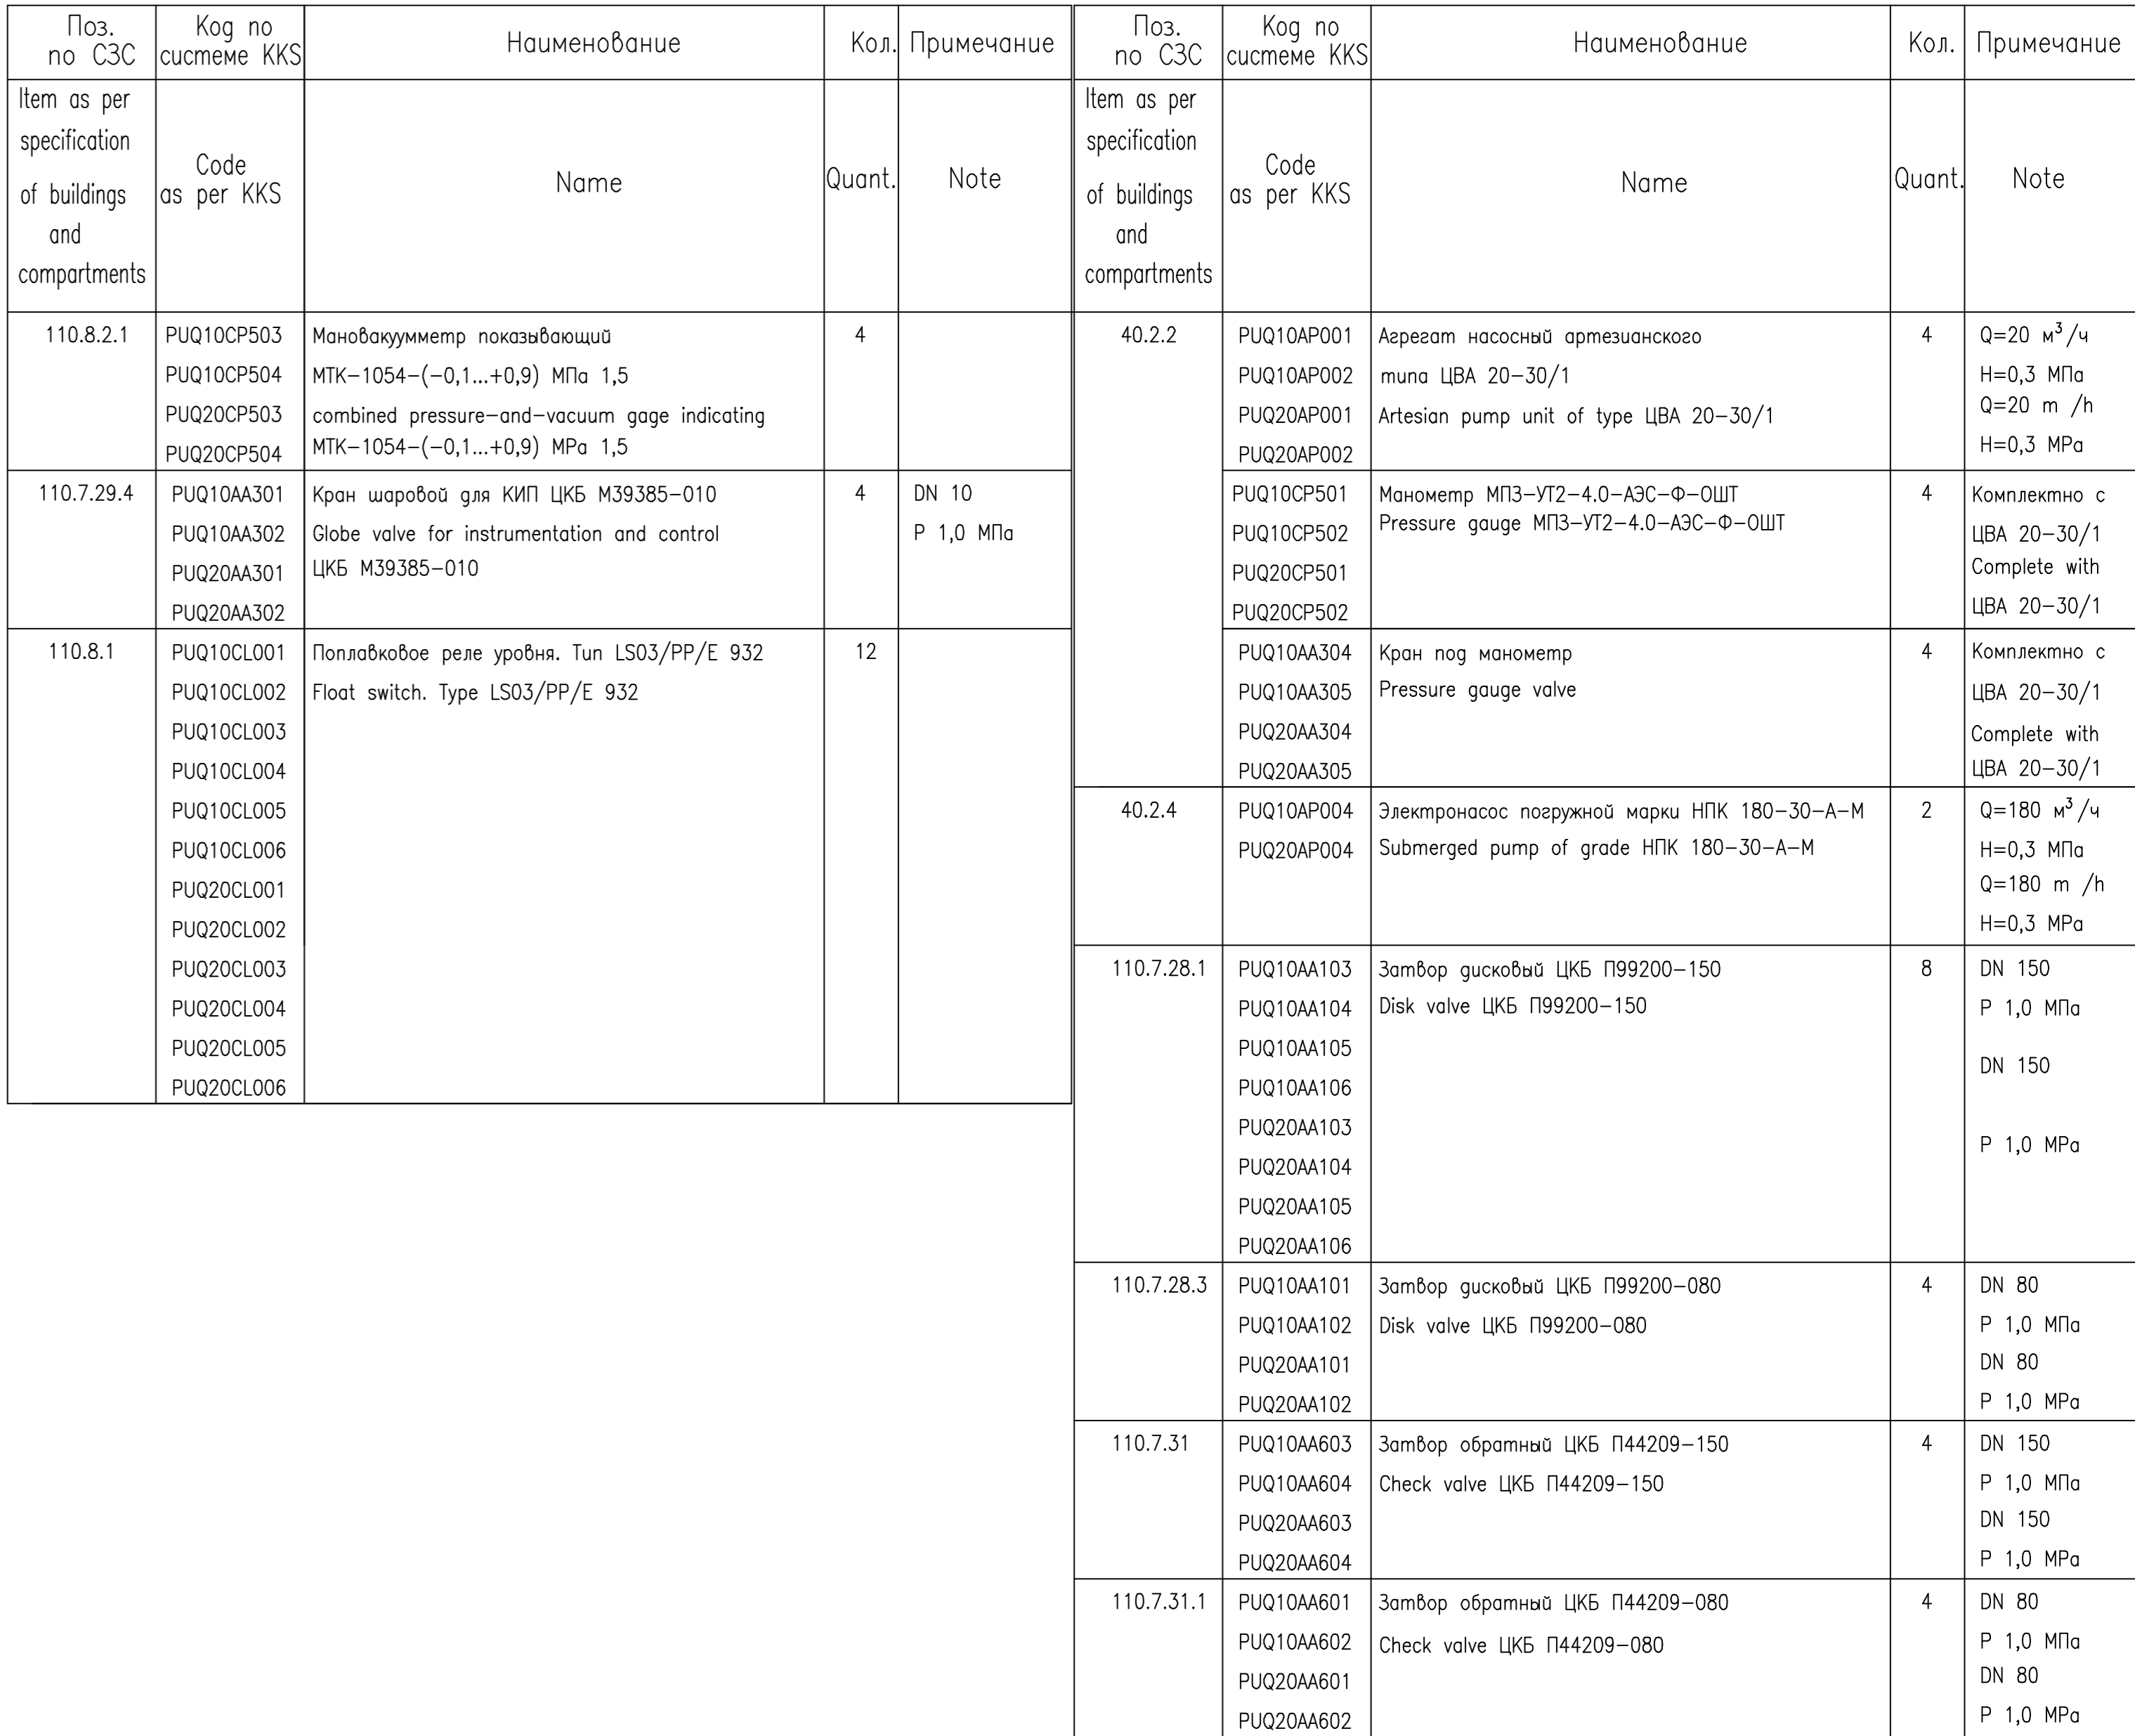 Поз.
по СЗС
Код по
системе KKS
Наименование
Кол.
Примечание
Item as per
specification
of buildings
and
compartments
Code
as per KKS
Name
Quant.
Note
110.8.2.1
PUQ10CP503
PUQ10CP504
PUQ20CP503
PUQ20CP504
Мановакуумметр показывающий
МТК-1054-(-0,1...+0,9) МПа 1,5
combined pressure-and-vacuum gage indicating
МТК-1054-(-0,1...+0,9) MPa 1,5
4
110.7.29.4
PUQ10AA301
PUQ10AA302
PUQ20AA301
PUQ20AA302
Кран шаровой для КИП ЦКБ М39385-010
Globe valve for instrumentation and control
ЦКБ М39385-010
4
DN 10
P 1,0 МПа
110.8.1
PUQ10CL001
PUQ10CL002
PUQ10CL003
PUQ10CL004
PUQ10CL005
PUQ10CL006
PUQ20CL001
PUQ20CL002
PUQ20CL003
PUQ20CL004
PUQ20CL005
PUQ20CL006
Поплавковое реле уровня. Тип LS03/PP/E 932
Float switch. Type LS03/PP/E 932
12
Поз.
по СЗС
Код по
системе KKS
Наименование
Кол.
Примечание
Item as per
specification
of buildings
and
compartments
Code
as per KKS
Name
Quant.
Note
40.2.2
PUQ10AP001
PUQ10AP002
PUQ20AP001
PUQ20AP002
Агрегат насосный артезианского
типа ЦВА 20-30/1
Artesian pump unit of type ЦВА 20-30/1
4
Q=20 м³/ч
H=0,3 МПа
Q=20 m /h
H=0,3 MPa
PUQ10CP501
PUQ10CP502
PUQ20CP501
PUQ20CP502
Манометр МПЗ-УТ2-4.0-АЭС-Ф-ОШТ
Pressure gauge МПЗ-УТ2-4.0-АЭС-Ф-ОШТ
4
Комплектно с
ЦВА 20-30/1
Complete with
ЦВА 20-30/1
PUQ10AA304
PUQ10AA305
PUQ20AA304
PUQ20AA305
Кран под манометр
Pressure gauge valve
4
Комплектно с
ЦВА 20-30/1
Complete with
ЦВА 20-30/1
40.2.4
PUQ10AP004
PUQ20AP004
Электронасос погружной марки НПК 180-30-А-М
Submerged pump of grade НПК 180-30-А-М
2
Q=180 м³/ч
H=0,3 МПа
Q=180 m /h
H=0,3 MPa
110.7.28.1
PUQ10AA103
PUQ10AA104
PUQ10AA105
PUQ10AA106
PUQ20AA103
PUQ20AA104
PUQ20AA105
PUQ20AA106
Затвор дисковый ЦКБ П99200-150
Disk valve ЦКБ П99200-150
8
DN 150
P 1,0 МПа
DN 150
P 1,0 MPa
110.7.28.3
PUQ10AA101
PUQ10AA102
PUQ20AA101
PUQ20AA102
Затвор дисковый ЦКБ П99200-080
Disk valve ЦКБ П99200-080
4
DN 80
P 1,0 МПа
DN 80
P 1,0 MPa
110.7.31
PUQ10AA603
PUQ10AA604
PUQ20AA603
PUQ20AA604
Затвор обратный ЦКБ П44209-150
Check valve ЦКБ П44209-150
4
DN 150
P 1,0 МПа
DN 150
P 1,0 MPa
110.7.31.1
PUQ10AA601
PUQ10AA602
PUQ20AA601
PUQ20AA602
Затвор обратный ЦКБ П44209-080
Check valve ЦКБ П44209-080
4
DN 80
P 1,0 МПа
DN 80
P 1,0 MPa